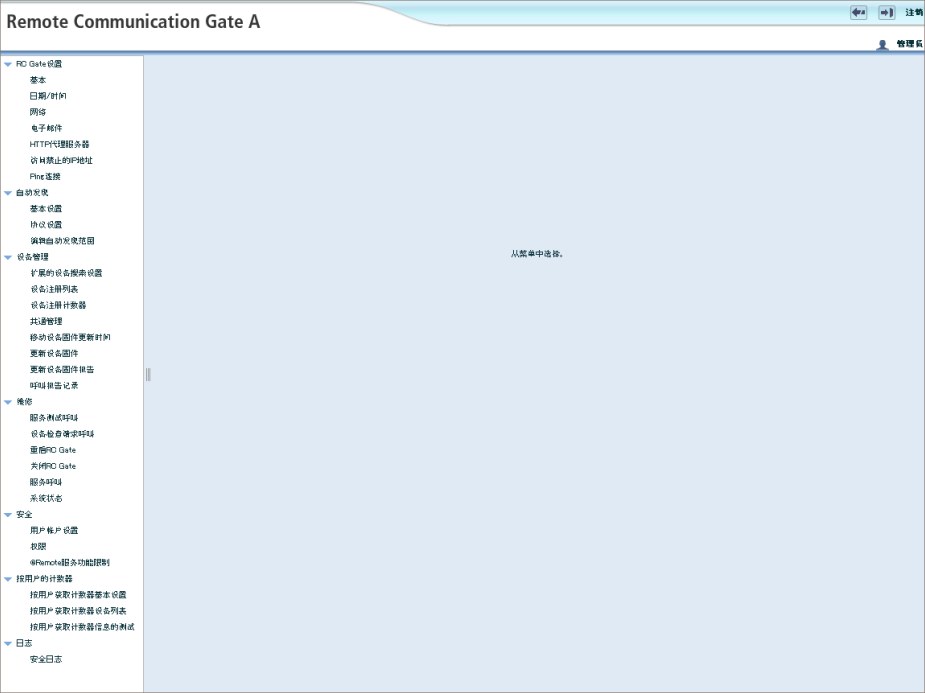 Remote Communication Gate A
注销
管理员
RC Gate设置
基本
日期/时间
网络
电子邮件
HTTP代理服务器
访问禁止的IP地址
Ping连接
自动发现
基本设置
协议设置
编辑自动发现范围
设备管理
扩展的设备搜索设置
设备注册列表
设备注册计数器
共通管理
移动设备固件更新时间
更新设备固件
更新设备固件报告
呼叫报告记录
维修
服务测试呼叫
设备检查请求呼叫
重启RC Gate
关闭RC Gate
服务呼叫
系统状态
安全
用户帐户设置
权限
@Remote服务功能限制
按用户的计数器
按用户获取计数器基本设置
按用户获取计数器设备列表
按用户获取计数器信息的测试
日志
安全日志
从菜单中选择。